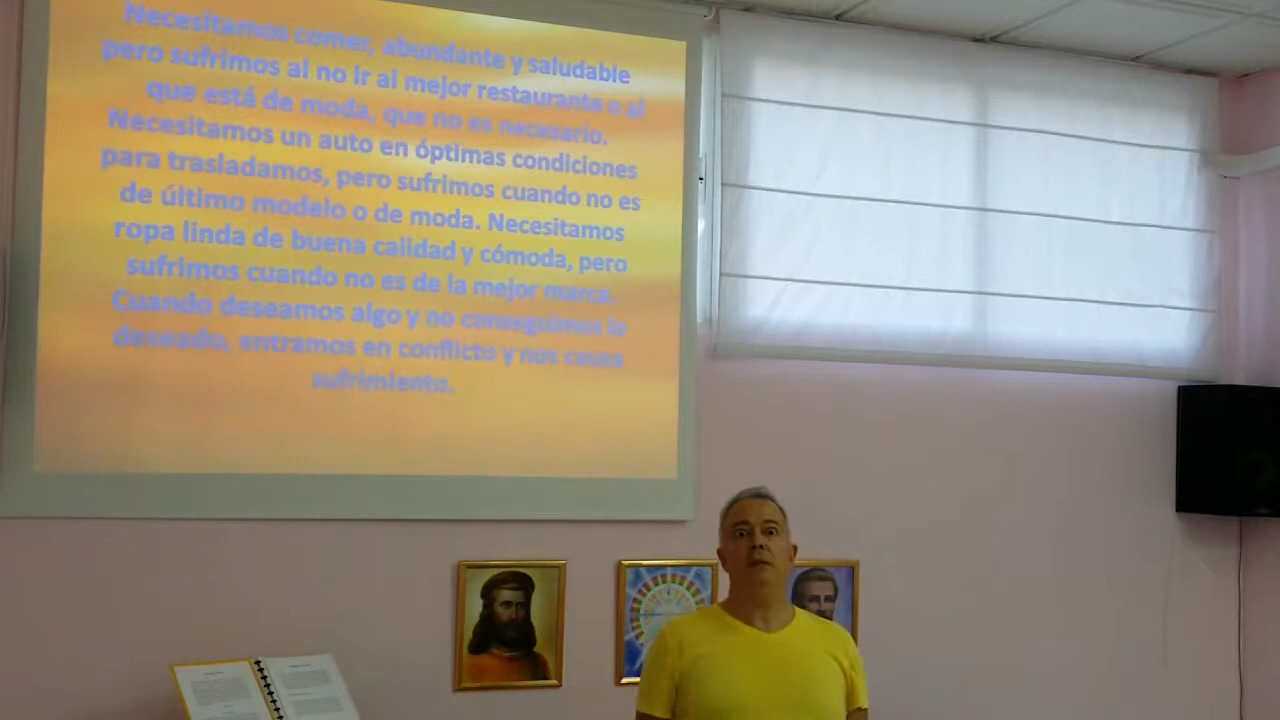 Necesitamos comer, abundante y saludable
pero sufrimos al no ir al mejor restaurante o al
que está de moda, que no es necesario.
Necesitamos un auto en óptimas condiciones
para trasladarnos, pero sufrimos cuando no es
de último modelo o de moda. Necesitamos
ropa linda de buena calidad y cómoda, pero
sufrimos cuando no es de la mejor marca.
Cuando deseamos algo y no conseguimos lo
deseado, entramos en conflicto y nos causa
sufrimiento.